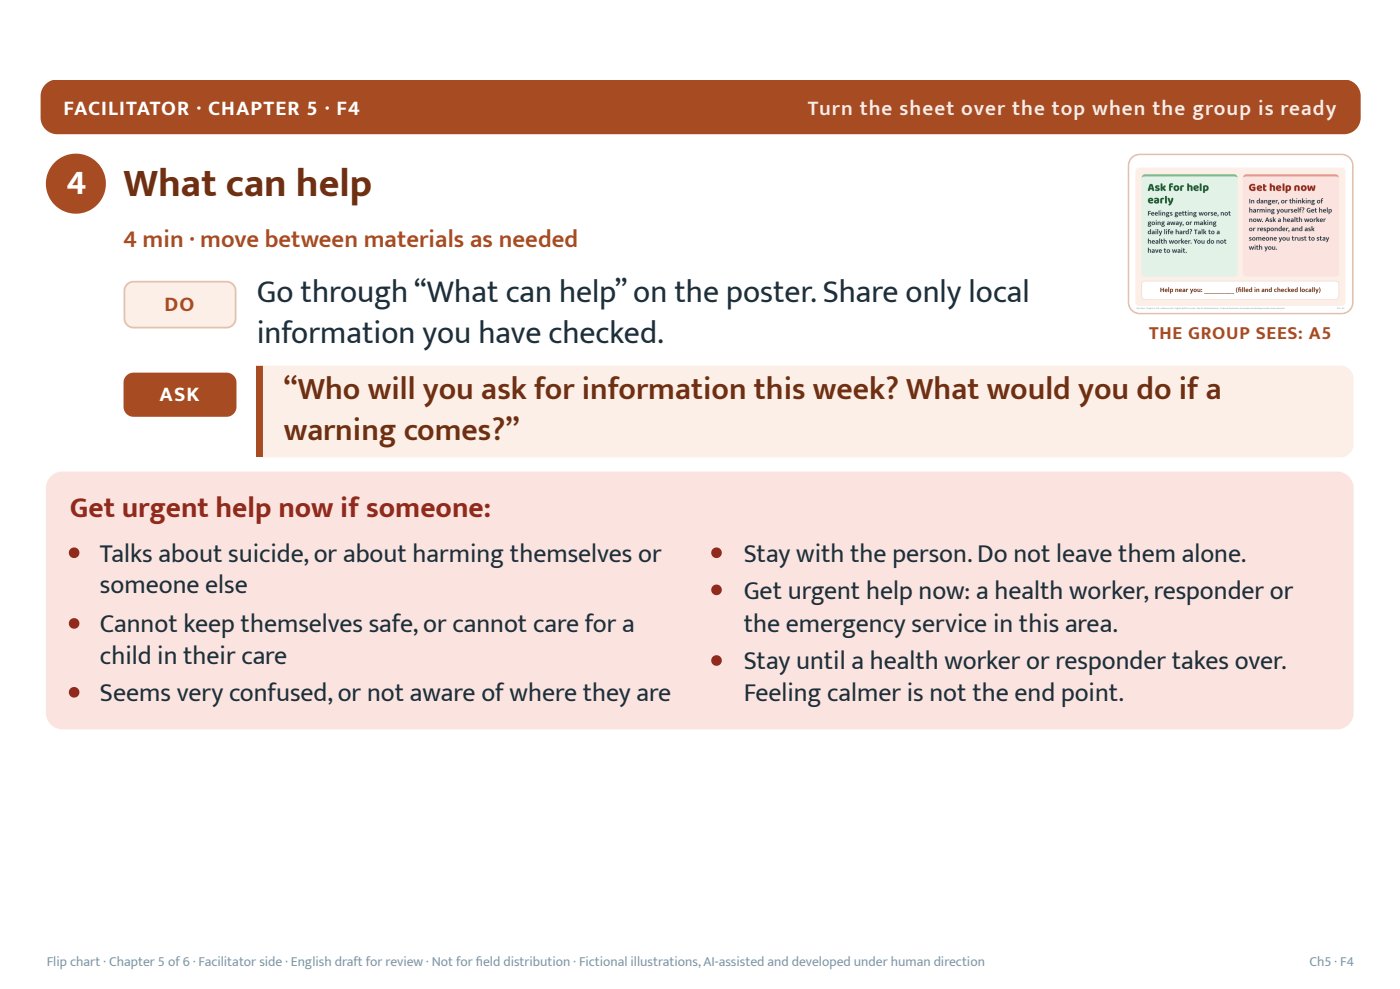 FACILITATOR · CHAPTER 5 · F4
Turn the sheet over the top when the group is ready
4
What can help
4 min · move between materials as needed
DO
Go through “What can help” on the poster. Share only local
information you have checked.
Ask for help
early
Feelings getting worse, not
going away, or making
daily life hard? Talk to a
health worker. You do not
have to wait.
Get help now
In danger, or thinking of
harming yourself? Get help
now. Ask a health worker
or responder, and ask
someone you trust to stay
with you.
Help near you: ________ (filled in and checked locally)
THE GROUP SEES: A5
ASK
“Who will you ask for information this week? What would you do if a
warning comes?”
Get urgent help now if someone:
Talks about suicide, or about harming themselves or
someone else
Cannot keep themselves safe, or cannot care for a
child in their care
Seems very confused, or not aware of where they are
Stay with the person. Do not leave them alone.
Get urgent help now: a health worker, responder or
the emergency service in this area.
Stay until a health worker or responder takes over.
Feeling calmer is not the end point.
Flip chart · Chapter 5 of 6 · Facilitator side · English draft for review · Not for field distribution · Fictional illustrations, AI-assisted and developed under human direction
Ch5 · F4